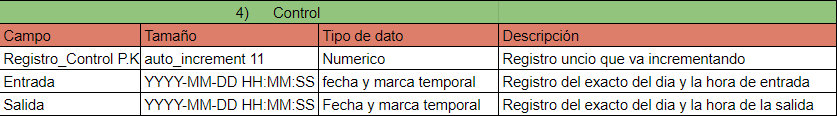 4) Control
Campo Tamaño Tipo de dato Descripción
Registro_Control P.K auto_increment 11 Numerico Registro uncio que va incrementando
Entrada YYYY-MM-DD HH:MM:SS fecha y marca temporal Registro del exacto del dia y la hora de entrada
Salida YYYY-MM-DD HH:MM:SS Fecha y marca temporal Registro del exacto del dia y la hora de la salida